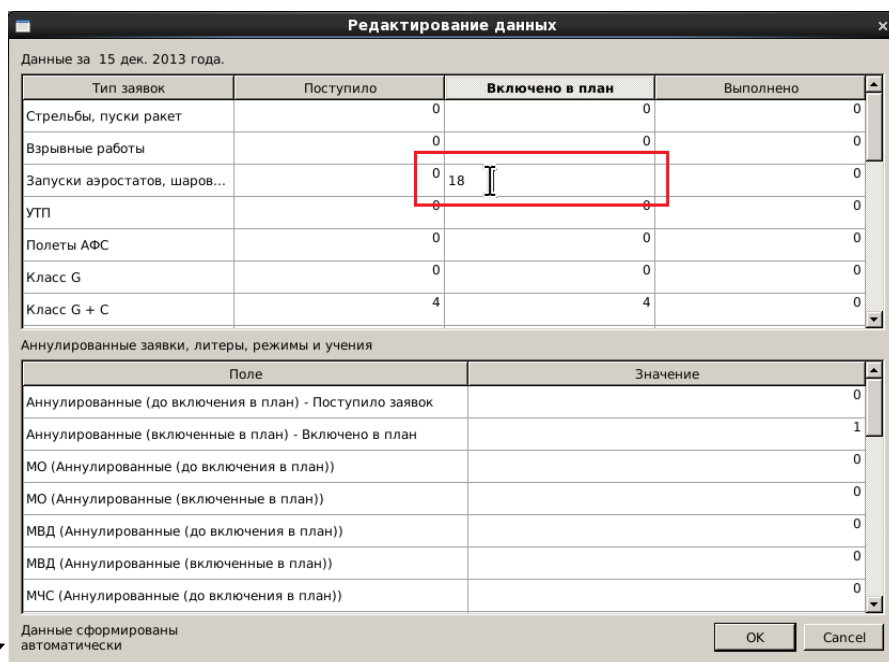 Редактирование данных
Данные за 15 дек. 2013 года.
Тип заявок Поступило Включено в план Выполнено
Стрельбы, пуски ракет 0 0 0
Взрывные работы 0 0 0
Запуски аэростатов, шаров... 0 18 0
УТП 0 0 0
Полеты АФС 0 0 0
Класс G 0 0 0
Класс G + C 4 4 0
Аннулированные заявки, литеры, режимы и учения
Поле Значение
Аннулированные (до включения в план) - Поступило заявок 0
Аннулированные (включенные в план) - Включено в план 1
МО (Аннулированные (до включения в план)) 0
МО (Аннулированные (включенные в план)) 0
МВД (Аннулированные (до включения в план)) 0
МВД (Аннулированные (включенные в план)) 0
МЧС (Аннулированные (до включения в план)) 0
Данные сформированы
автоматически
OK Cancel